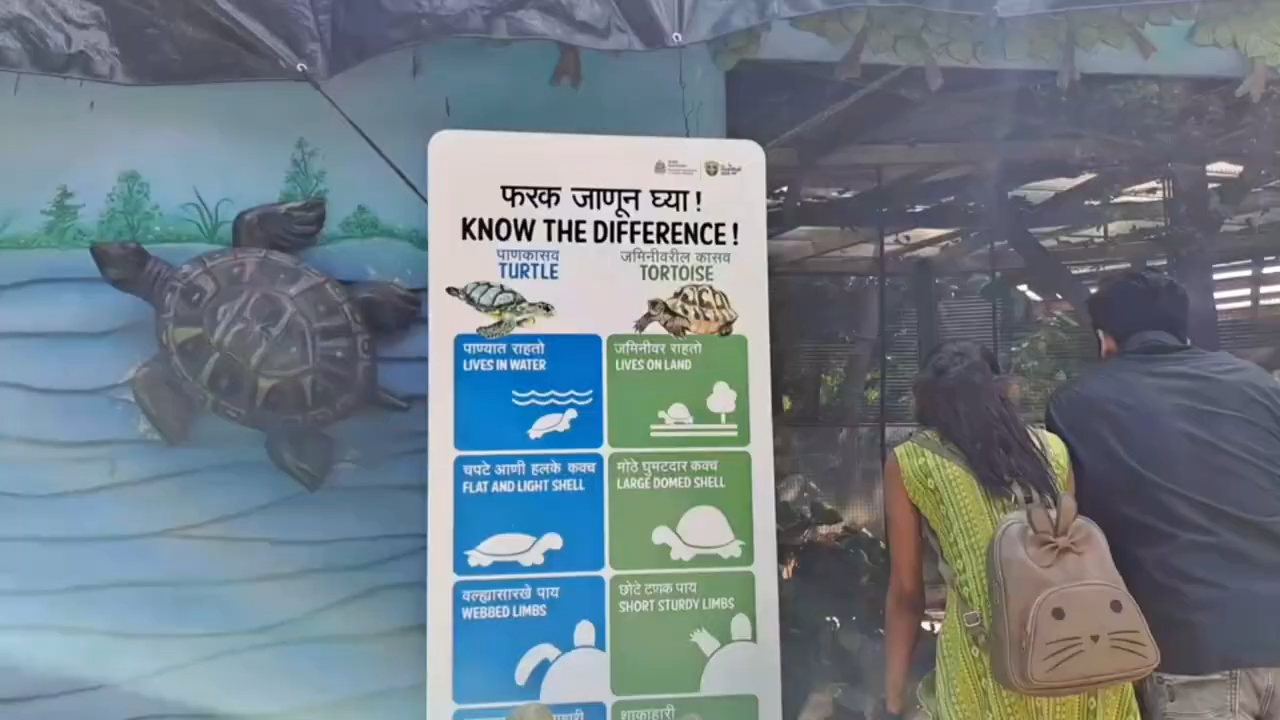 फरक जाणून घ्या!
KNOW THE DIFFERENCE!
पाणकासव
TURTLE
जमिनीवरील कासव
TORTOISE
पाण्यात राहतो
LIVES IN WATER
जमिनीवर राहतो
LIVES ON LAND
चपटे आणी हलके कवच
FLAT AND LIGHT SHELL
मोठे घुमटदार कवच
LARGE DOMED SHELL
वल्ह्यासारखे पाय
WEBBED LIMBS
छोटे टणक पाय
SHORT STURDY LIMBS
शाकाहारी